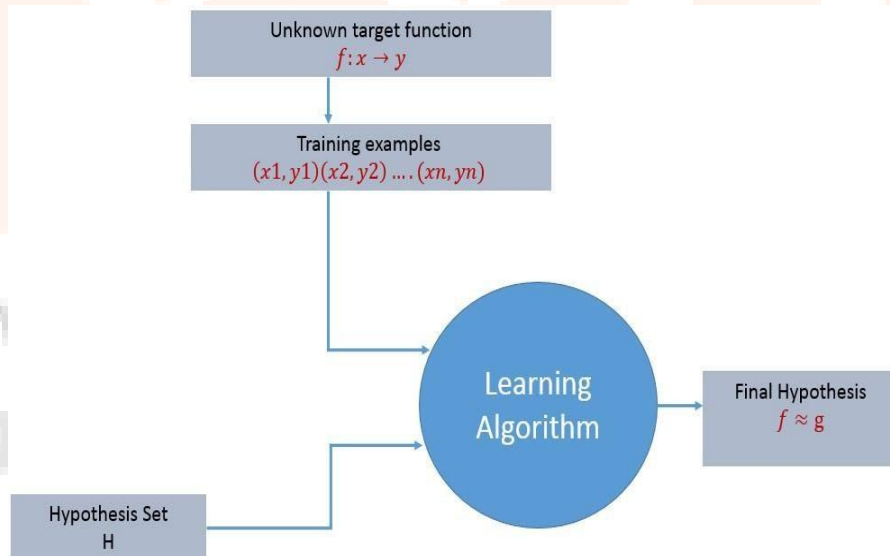 Unknown target function
f: x → y
Training examples
(x1, y1)(x2, y2) .... (xn, yn)
Learning
Algorithm
Final Hypothesis
f ≈ g
Hypothesis Set
H